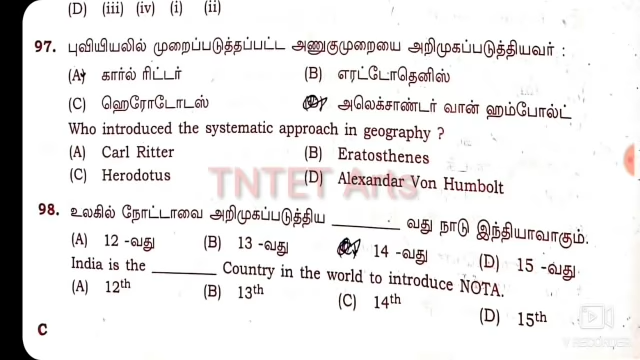 (D) (iii) (iv) (i) (ii)
97. புவியியலில் முறைப்படுத்தப்பட்ட அணுகுமுறையை அறிமுகப்படுத்தியவர் :
(A) கார்ல் ரிட்டர் (B) எரட்டோதெனிஸ்
(C) ஹெரோடோடஸ் (D) அலெக்சாண்டர் வான் ஹம்போல்ட்
Who introduced the systematic approach in geography ?
(A) Carl Ritter (B) Eratosthenes
(C) Herodotus (D) Alexandar Von Humbolt
TNTET Arts
98. உலகில் நோட்டாவை அறிமுகப்படுத்திய ________ வது நாடு இந்தியாவாகும்.
(A) 12 -வது (B) 13 -வது (C) 14 -வது (D) 15 -வது
India is the ________ Country in the world to introduce NOTA.
(A) 12th (B) 13th (C) 14th (D) 15th
C